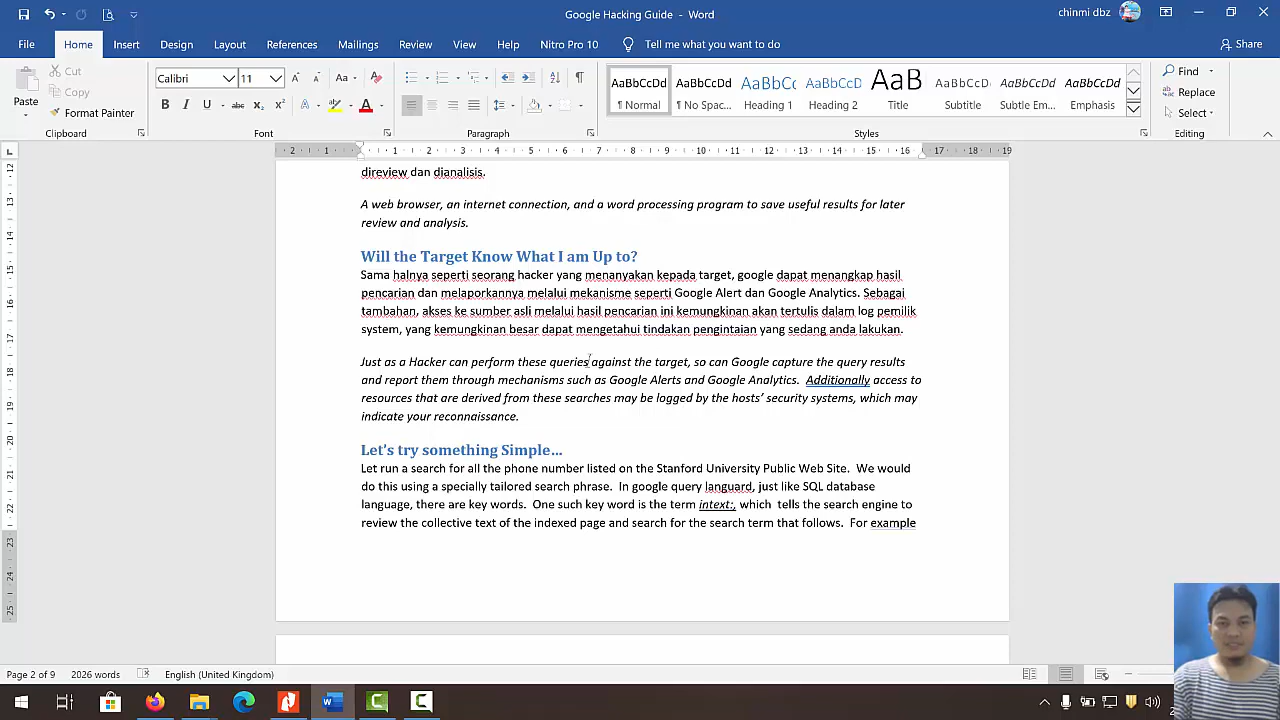 Google Hacking Guide - Word
chinmi dbz
File Home Insert Design Layout References Mailings Review View Help Nitro Pro 10 Tell me what you want to do Share
Paste
Cut
Copy
Format Painter
Clipboard
Calibri 11
Font
Paragraph
AaBbCcDd AaBbCcDd AaBbCc AaBbCcC AaB AaBbCcD AaBbCcDd AaBbCcDd
¶ Normal ¶ No Spac... Heading 1 Heading 2 Title Subtitle Subtle Em... Emphasis
Styles
Find
Replace
Select
Editing
direview dan dianalisis.
A web browser, an internet connection, and a word processing program to save useful results for later
review and analysis.
Will the Target Know What I am Up to?
Sama halnya seperti seorang hacker yang menanyakan kepada target, google dapat menangkap hasil
pencarian dan melaporkannya melalui mekanisme seperti Google Alert dan Google Analytics. Sebagai
tambahan, akses ke sumber asli melalui hasil pencarian ini kemungkinan akan tertulis dalam log pemilik
system, yang kemungkinan besar dapat mengetahui tindakan pengintaian yang sedang anda lakukan.
Just as a Hacker can perform these queries against the target, so can Google capture the query results
and report them through mechanisms such as Google Alerts and Google Analytics. Additionally access to
resources that are derived from these searches may be logged by the hosts’ security systems, which may
indicate your reconnaissance.
Let’s try something Simple…
Let run a search for all the phone number listed on the Stanford University Public Web Site. We would
do this using a specially tailored search phrase. In google query languard, just like SQL database
language, there are key words. One such key word is the term intext:, which tells the search engine to
review the collective text of the indexed page and search for the search term that follows. For example
Page 2 of 9 2026 words English (United Kingdom)